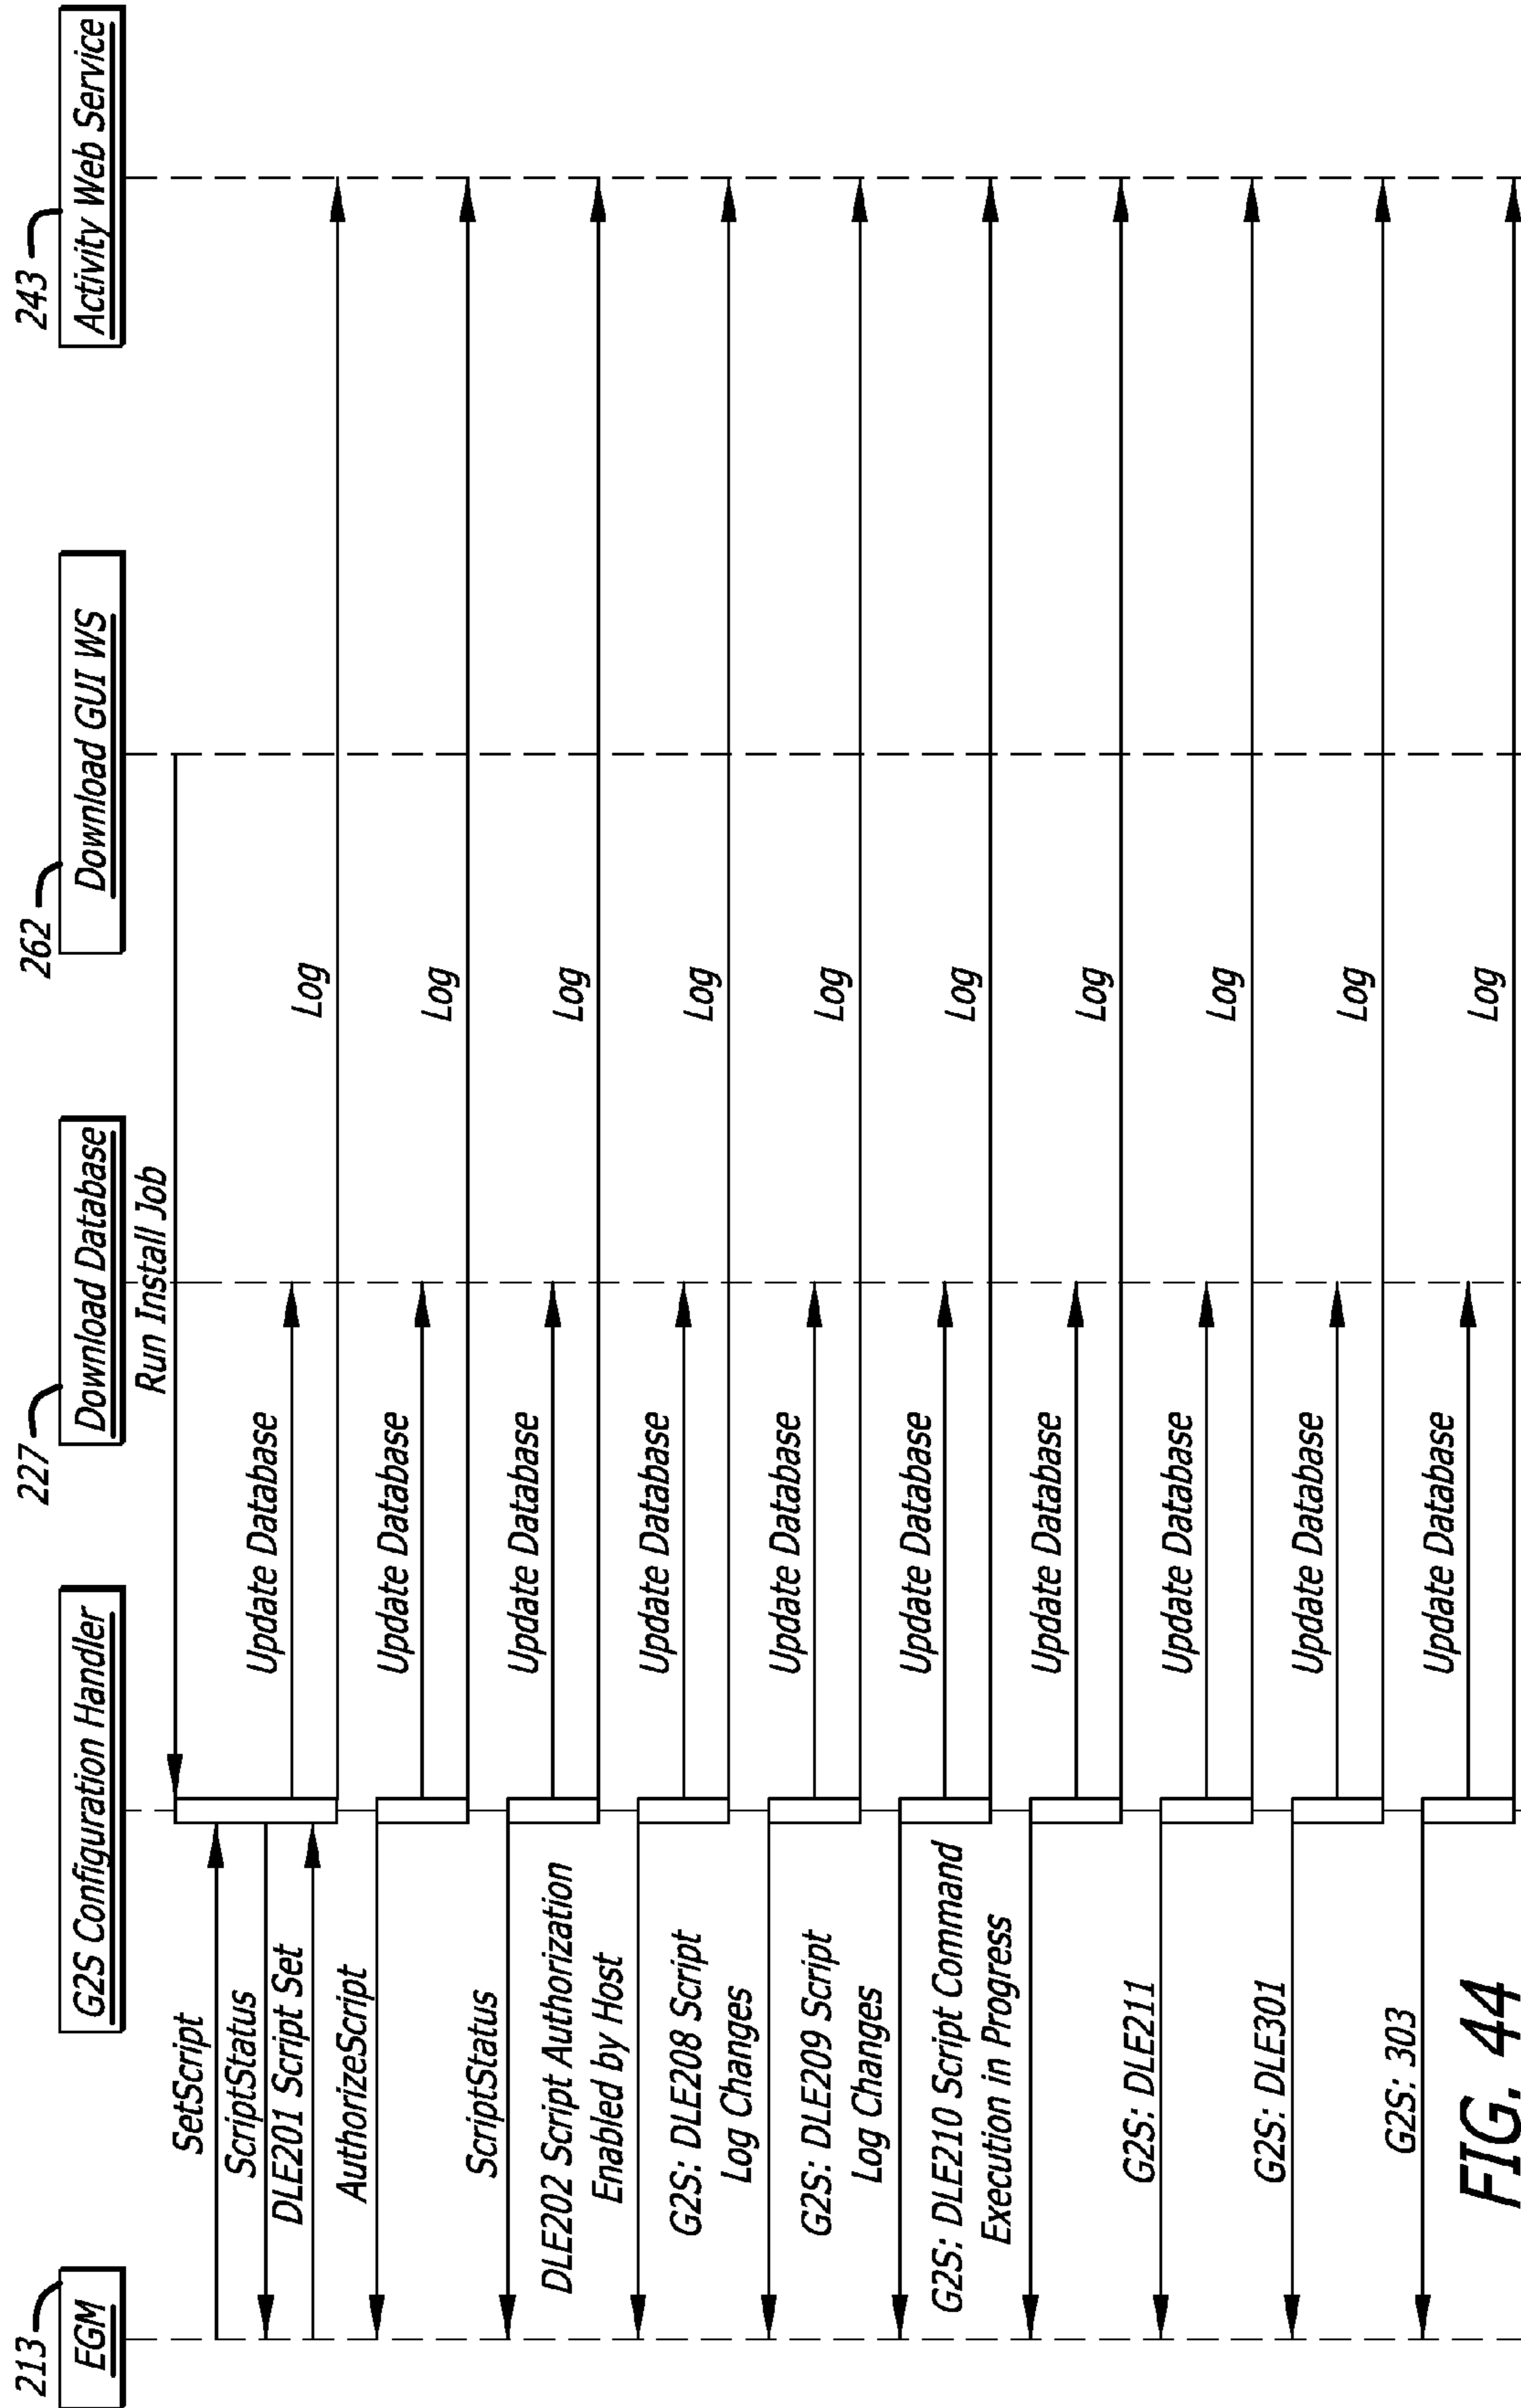 213
227
262
243
EGM
G2S Configuration Handler
Download Database
Download GUI WS
Activity Web Service
Run Install Job
SetScript
ScriptStatus
Update Database
DLE201 Script Set
Log
AuthorizeScript
Update Database
Log
ScriptStatus
Update Database
Log
DLE202 Script Authorization
Enabled by Host
Update Database
Log
G2S: DLE208 Script
Log Changes
Update Database
Log
G2S: DLE209 Script
Log Changes
Update Database
Log
G2S: DLE210 Script Command
Execution in Progress
Update Database
Log
G2S: DLE211
Update Database
Log
G2S: DLE301
Update Database
Log
G2S: 303
Update Database
Log
FIG. 44